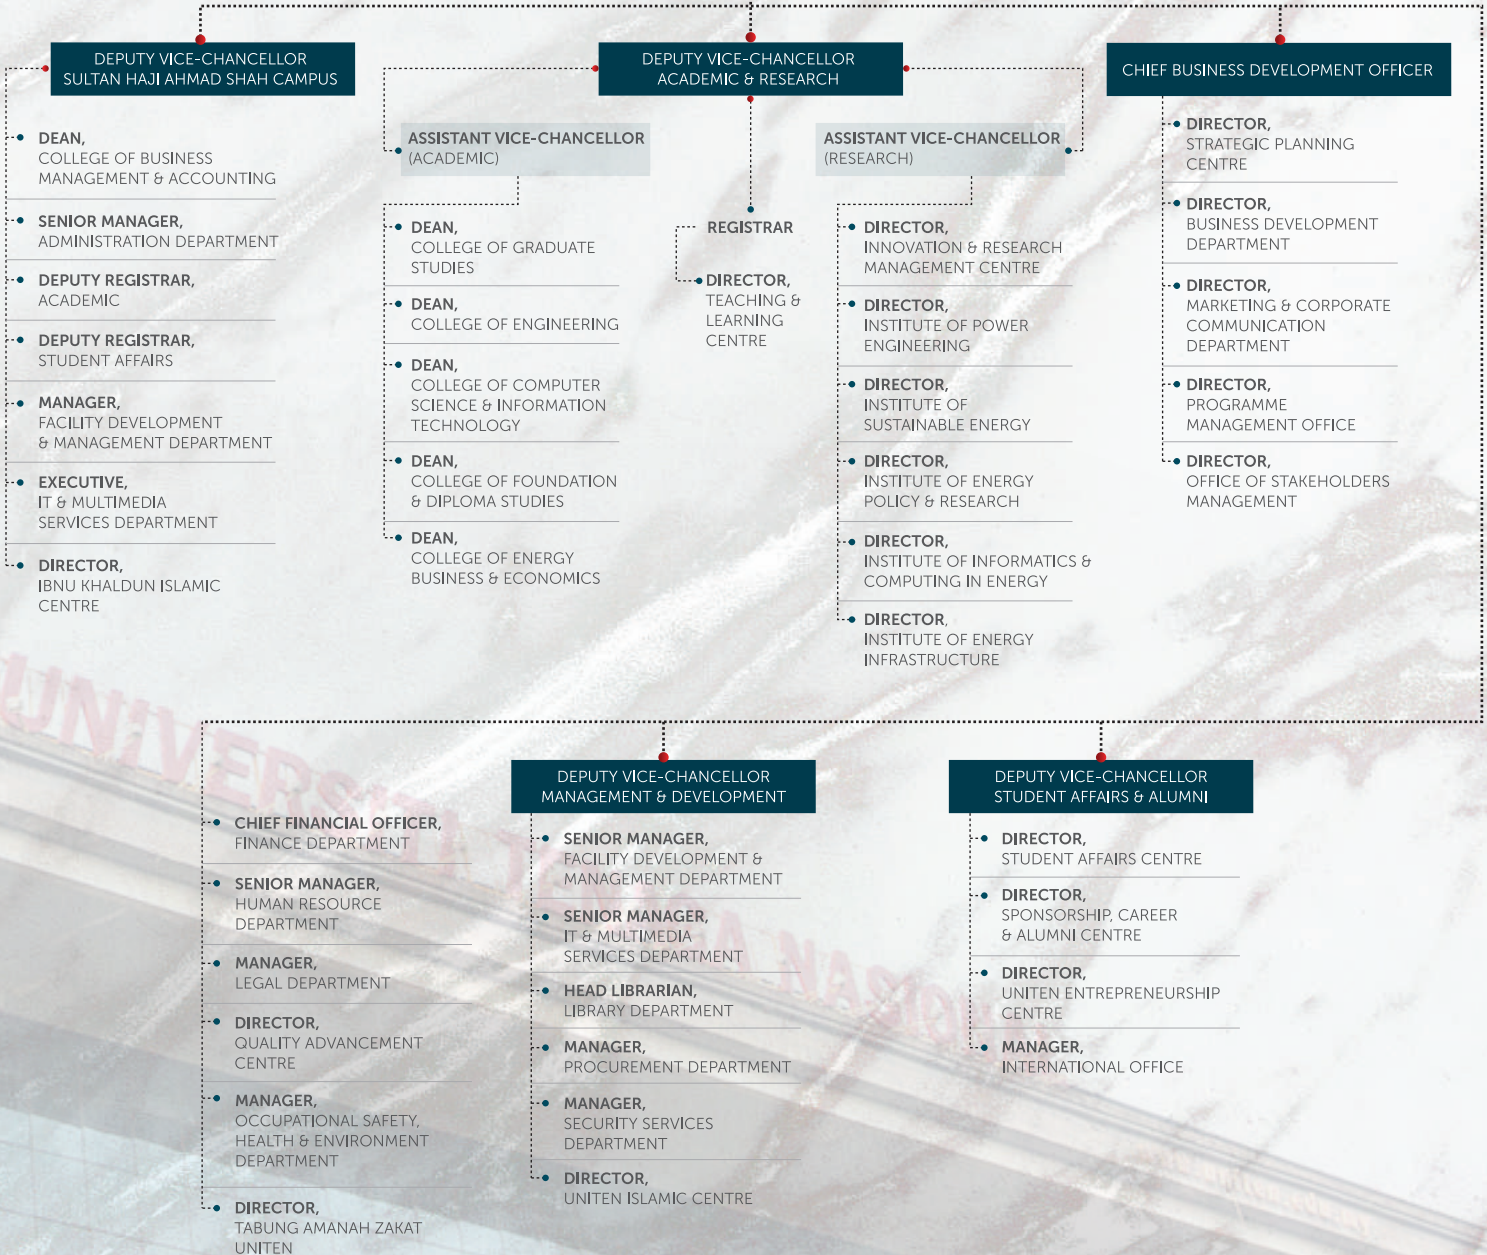 DEPUTY VICE-CHANCELLOR
SULTAN HAJI AHMAD SHAH CAMPUS
DEAN,
COLLEGE OF BUSINESS
MANAGEMENT & ACCOUNTING
SENIOR MANAGER,
ADMINISTRATION DEPARTMENT
DEPUTY REGISTRAR,
ACADEMIC
DEPUTY REGISTRAR,
STUDENT AFFAIRS
MANAGER,
FACILITY DEVELOPMENT
& MANAGEMENT DEPARTMENT
EXECUTIVE,
IT & MULTIMEDIA
SERVICES DEPARTMENT
DIRECTOR,
IBNU KHALDUN ISLAMIC
CENTRE
DEPUTY VICE-CHANCELLOR
ACADEMIC & RESEARCH
ASSISTANT VICE-CHANCELLOR
(ACADEMIC)
DEAN,
COLLEGE OF GRADUATE
STUDIES
DEAN,
COLLEGE OF ENGINEERING
DEAN,
COLLEGE OF COMPUTER
SCIENCE & INFORMATION
TECHNOLOGY
DEAN,
COLLEGE OF FOUNDATION
& DIPLOMA STUDIES
DEAN,
COLLEGE OF ENERGY
BUSINESS & ECONOMICS
REGISTRAR
DIRECTOR,
TEACHING &
LEARNING
CENTRE
ASSISTANT VICE-CHANCELLOR
(RESEARCH)
DIRECTOR,
INNOVATION & RESEARCH
MANAGEMENT CENTRE
DIRECTOR,
INSTITUTE OF POWER
ENGINEERING
DIRECTOR,
INSTITUTE OF
SUSTAINABLE ENERGY
DIRECTOR,
INSTITUTE OF ENERGY
POLICY & RESEARCH
DIRECTOR,
INSTITUTE OF INFORMATICS &
COMPUTING IN ENERGY
DIRECTOR,
INSTITUTE OF ENERGY
INFRASTRUCTURE
CHIEF BUSINESS DEVELOPMENT OFFICER
DIRECTOR,
STRATEGIC PLANNING
CENTRE
DIRECTOR,
BUSINESS DEVELOPMENT
DEPARTMENT
DIRECTOR,
MARKETING & CORPORATE
COMMUNICATION
DEPARTMENT
DIRECTOR,
PROGRAMME
MANAGEMENT OFFICE
DIRECTOR,
OFFICE OF STAKEHOLDERS
MANAGEMENT
CHIEF FINANCIAL OFFICER,
FINANCE DEPARTMENT
SENIOR MANAGER,
HUMAN RESOURCE
DEPARTMENT
MANAGER,
LEGAL DEPARTMENT
DIRECTOR,
QUALITY ADVANCEMENT
CENTRE
MANAGER,
OCCUPATIONAL SAFETY,
HEALTH & ENVIRONMENT
DEPARTMENT
DIRECTOR,
TABUNG AMANAH ZAKAT
UNITEN
DEPUTY VICE-CHANCELLOR
MANAGEMENT & DEVELOPMENT
SENIOR MANAGER,
FACILITY DEVELOPMENT &
MANAGEMENT DEPARTMENT
SENIOR MANAGER,
IT & MULTIMEDIA
SERVICES DEPARTMENT
HEAD LIBRARIAN,
LIBRARY DEPARTMENT
MANAGER,
PROCUREMENT DEPARTMENT
MANAGER,
SECURITY SERVICES
DEPARTMENT
DIRECTOR,
UNITEN ISLAMIC CENTRE
DEPUTY VICE-CHANCELLOR
STUDENT AFFAIRS & ALUMNI
DIRECTOR,
STUDENT AFFAIRS CENTRE
DIRECTOR,
SPONSORSHIP, CAREER
& ALUMNI CENTRE
DIRECTOR,
UNITEN ENTREPRENEURSHIP
CENTRE
MANAGER,
INTERNATIONAL OFFICE